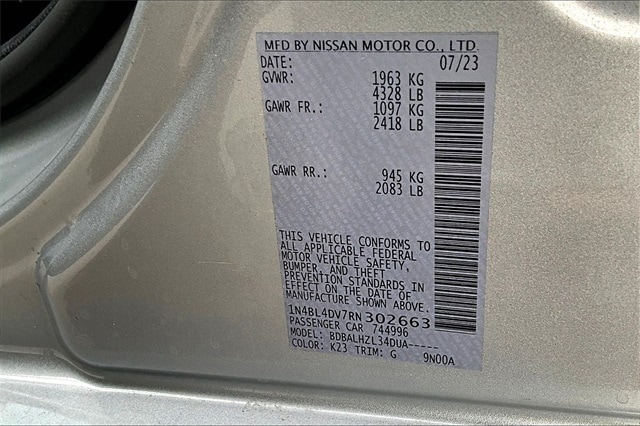 MFD BY NISSAN MOTOR CO., LTD.
DATE: 07/23
GVWR: 1963 KG
4328 LB
GAWR FR.: 1097 KG
2418 LB
GAWR RR.: 945 KG
2083 LB
THIS VEHICLE CONFORMS TO
ALL APPLICABLE FEDERAL
MOTOR VEHICLE SAFETY,
BUMPER, AND THEFT
PREVENTION STANDARDS IN
EFFECT ON THE DATE OF
MANUFACTURE SHOWN ABOVE.
1N4BL4DV7RN302663
PASSENGER CAR 744996
MODEL: BDBALHZL34DUA-----
COLOR: K23 TRIM: G 9N00A